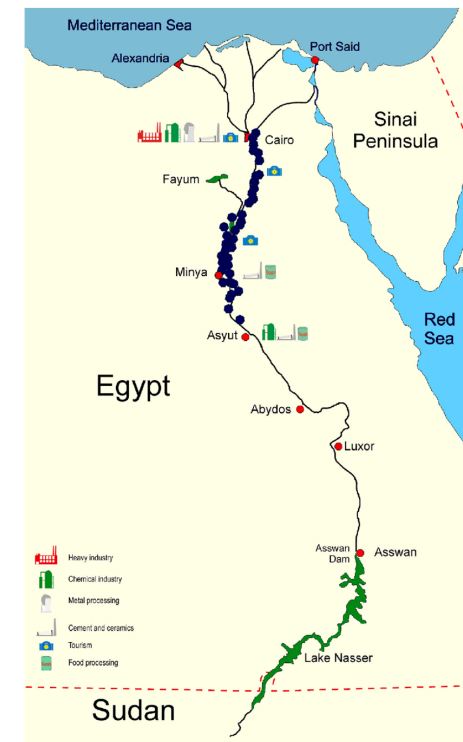 Mediterranean Sea
Alexandria
Port Said
Sinai
Peninsula
Cairo
Fayum
Minya
Red
Sea
Asyut
Egypt
Abydos
Luxor
Asswan
Dam
Asswan
Heavy industry
Chemical industry
Metal processing
Cement and ceramics
Tourism
Food processing
Lake Nasser
Sudan